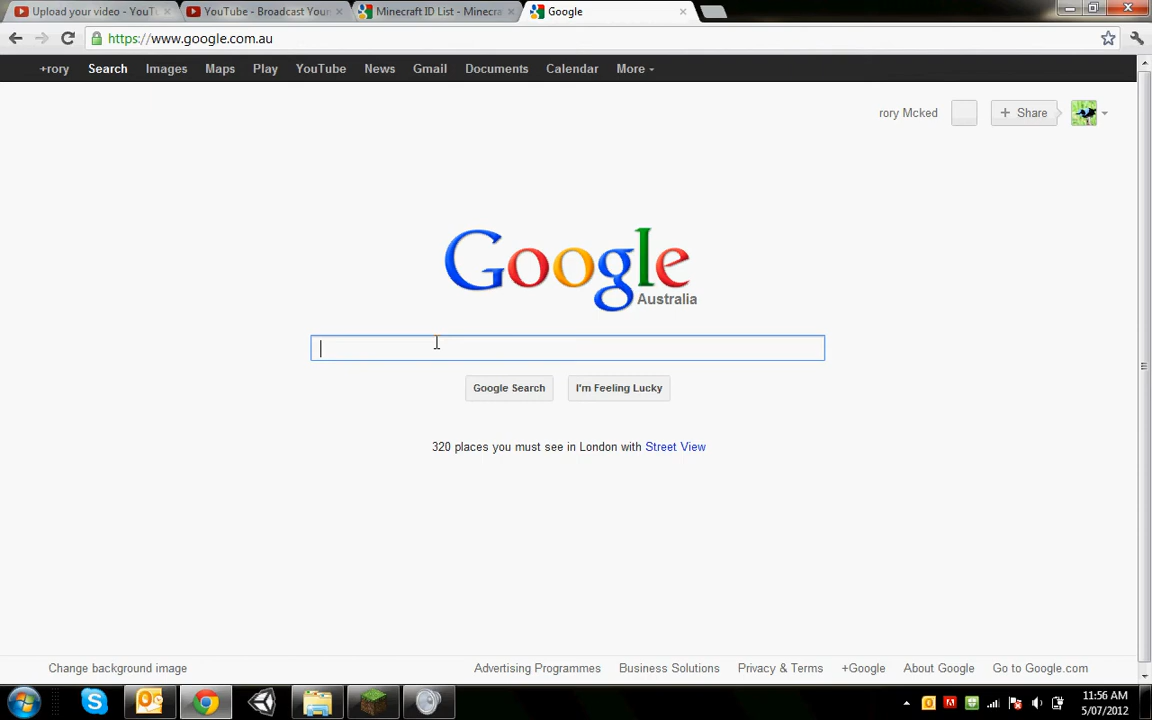 Upload your video - YouT
YouTube - Broadcast Your
Minecraft ID List - Minecra
Google
https://www.google.com.au
+rory Search Images Maps Play YouTube News Gmail Documents Calendar More
rory Mcked + Share
Google
Australia
Google Search I'm Feeling Lucky
320 places you must see in London with Street View
Change background image Advertising Programmes Business Solutions Privacy & Terms +Google About Google Go to Google.com
11:56 AM
5/07/2012